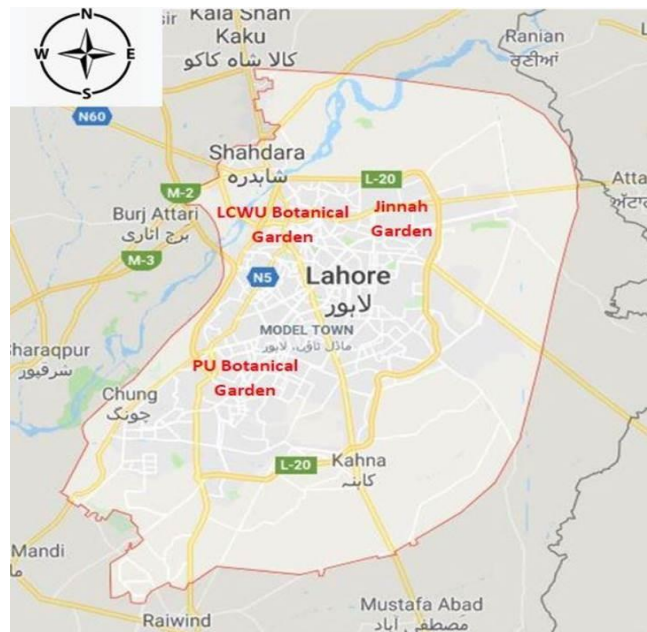 N
W E
S
Kala Shah
Kaku
کالا شاہ کاکو
Ranian
ਰਣੀਆਂ
N60
Shahdara
شاہدرہ
M-2
L-20
Atta
Burj Attari
برج اٹاری
LCWU Botanical
Garden
Jinnah
Garden
M-3
N5
Lahore
لاہور
MODEL TOWN
ماڈل ٹاؤن، لاہور
Sharaqpur
شرقپور
PU Botanical
Garden
Chung
چونگ
L-20
Kahna
کاہنہ
Mandi
Raiwind
Mustafa Abad
مصطفٰی آباد